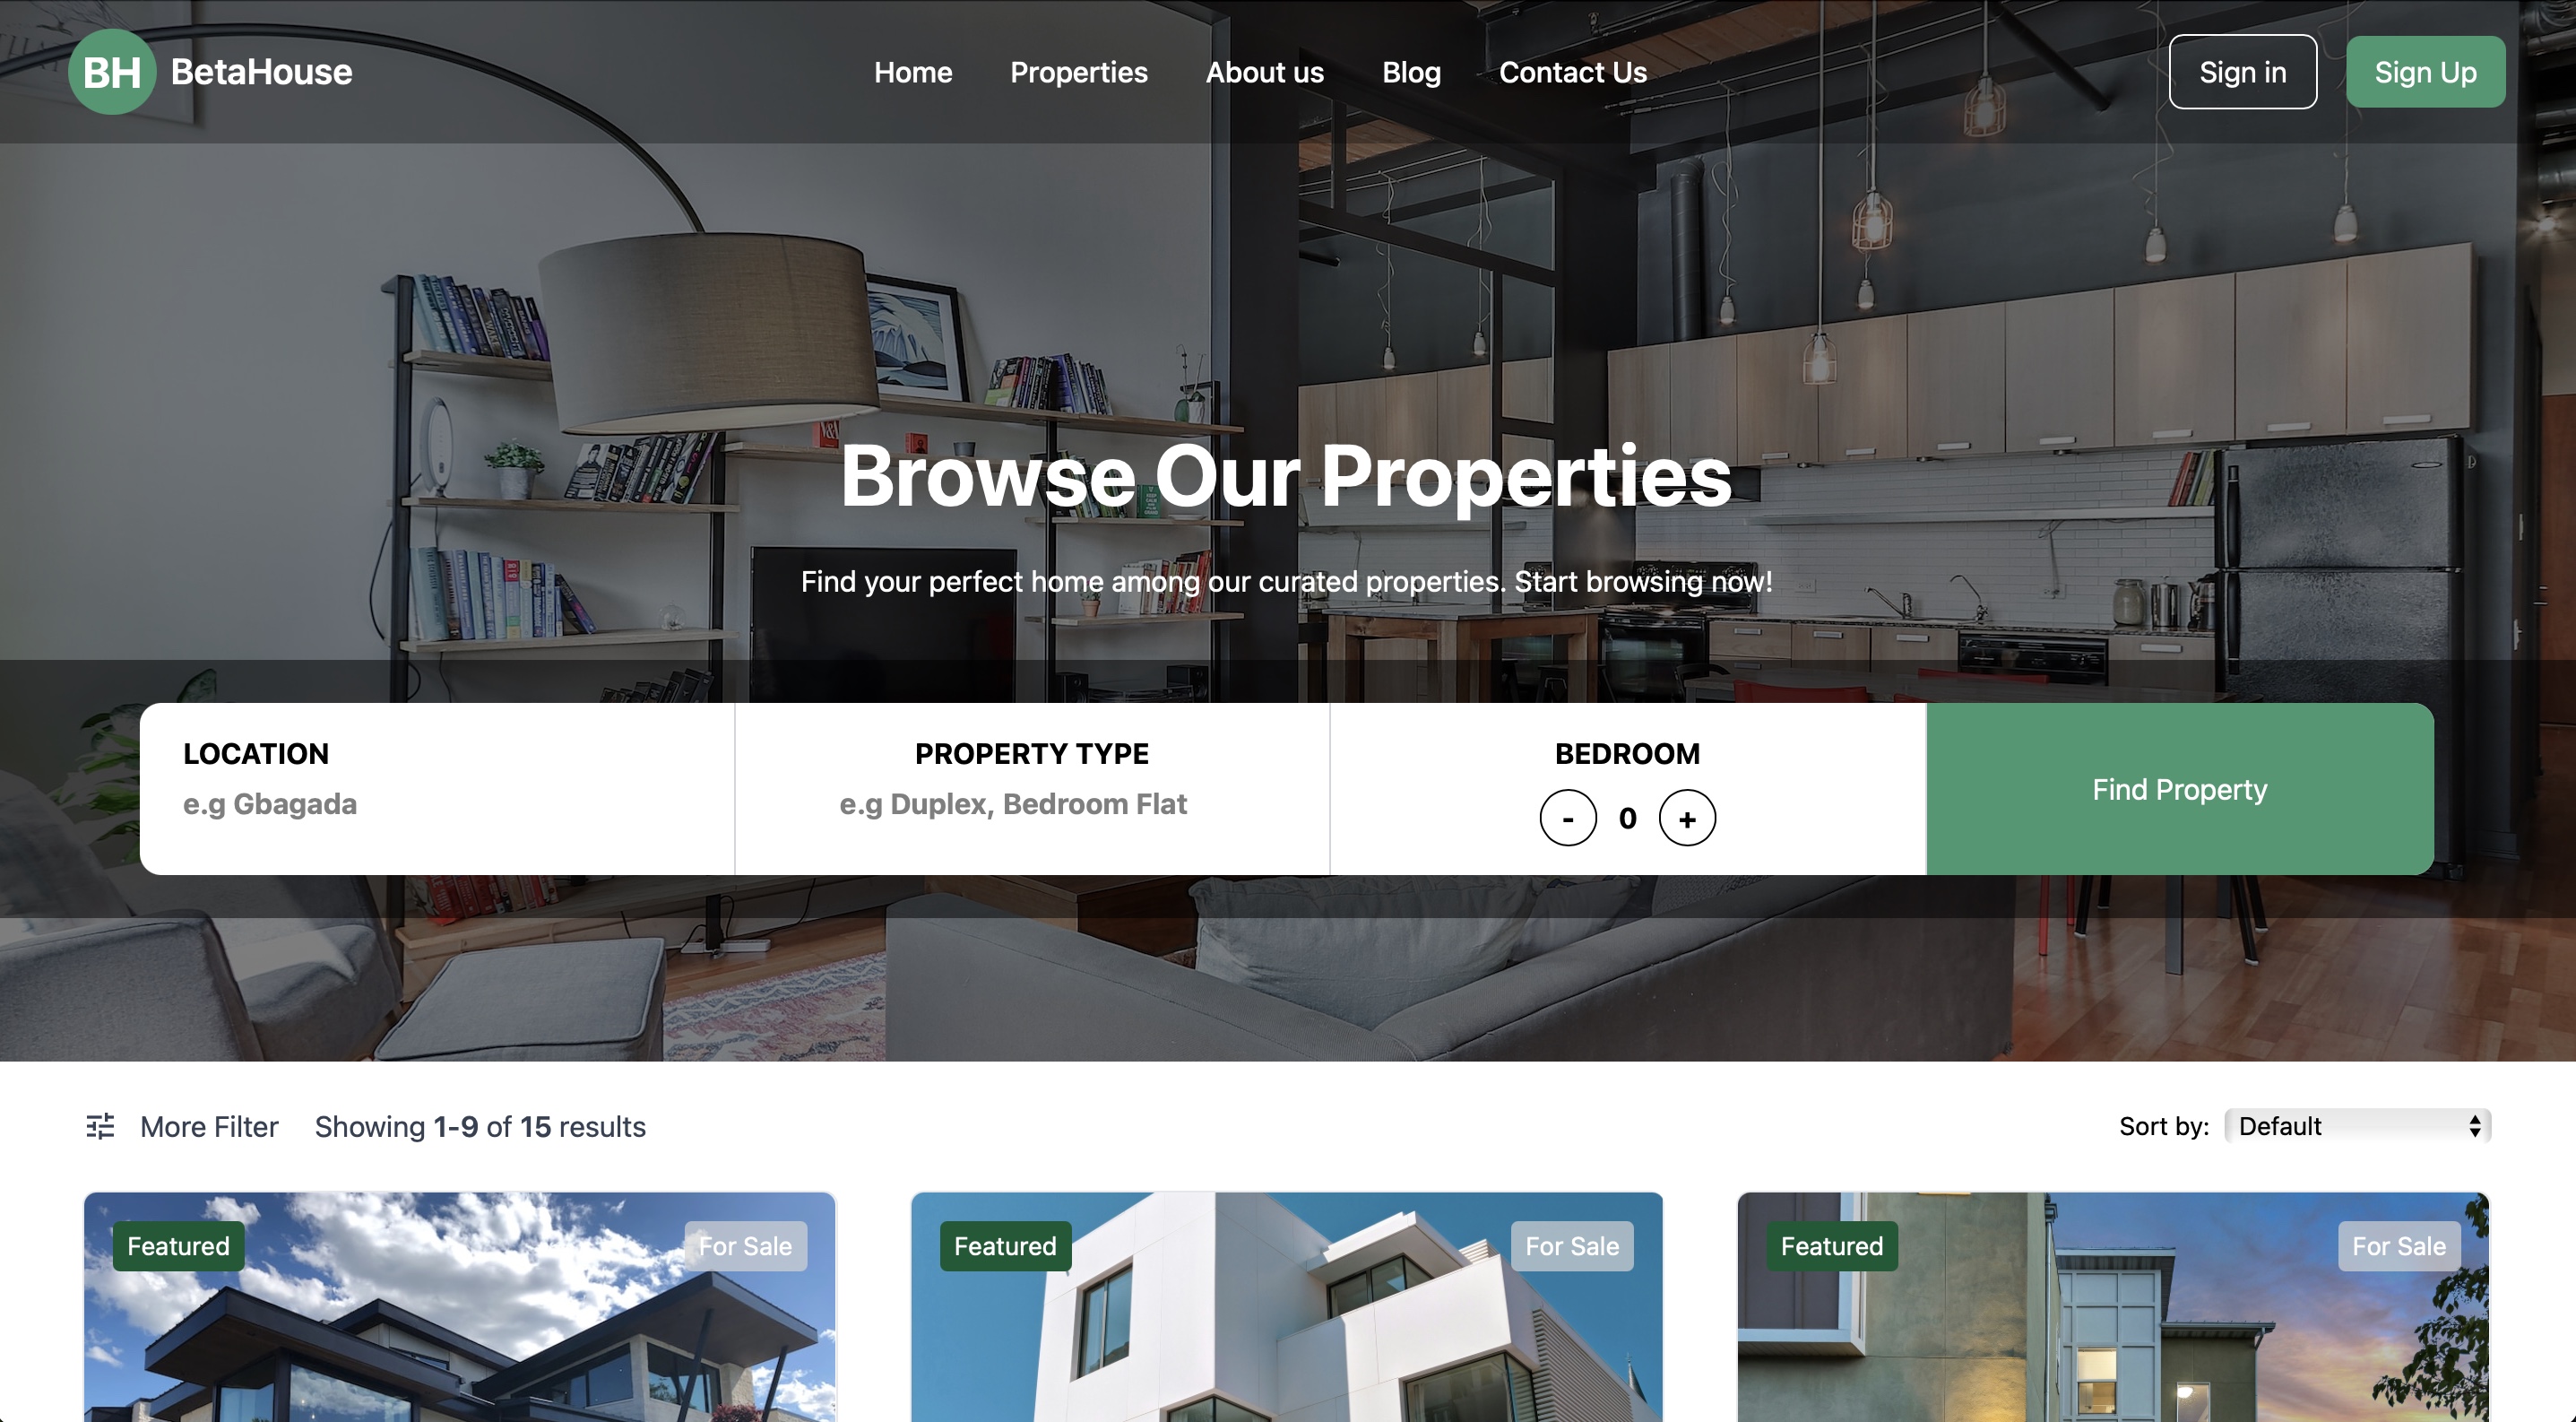 BH BetaHouse
Home Properties About us Blog Contact Us
Sign in Sign Up
Browse Our Properties
Find your perfect home among our curated properties. Start browsing now!
LOCATION
e.g Gbagada
PROPERTY TYPE
e.g Duplex, Bedroom Flat
BEDROOM
- 0 +
Find Property
More Filter Showing 1-9 of 15 results
Sort by: Default
Featured For Sale
Featured For Sale
Featured For Sale